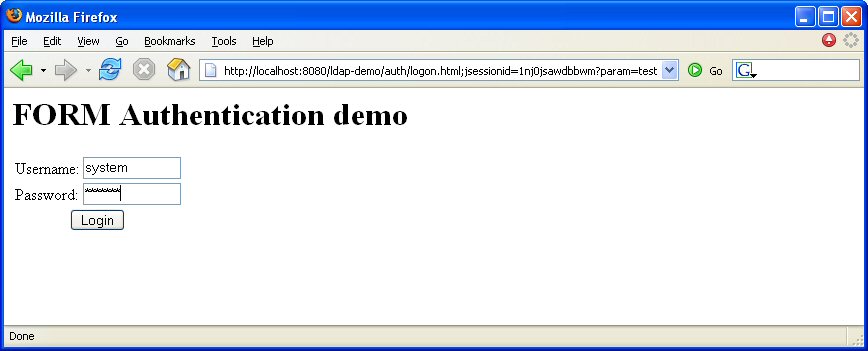 Mozilla Firefox
File Edit View Go Bookmarks Tools Help
http://localhost:8080/ldap-demo/auth/logon.html;jsessionid=1nj0jsawdbbwm?param=test Go G
FORM Authentication demo
Username: system
Password: *******
Login
Done